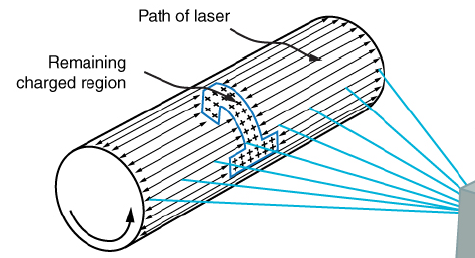 Path of laser
Remaining
charged region